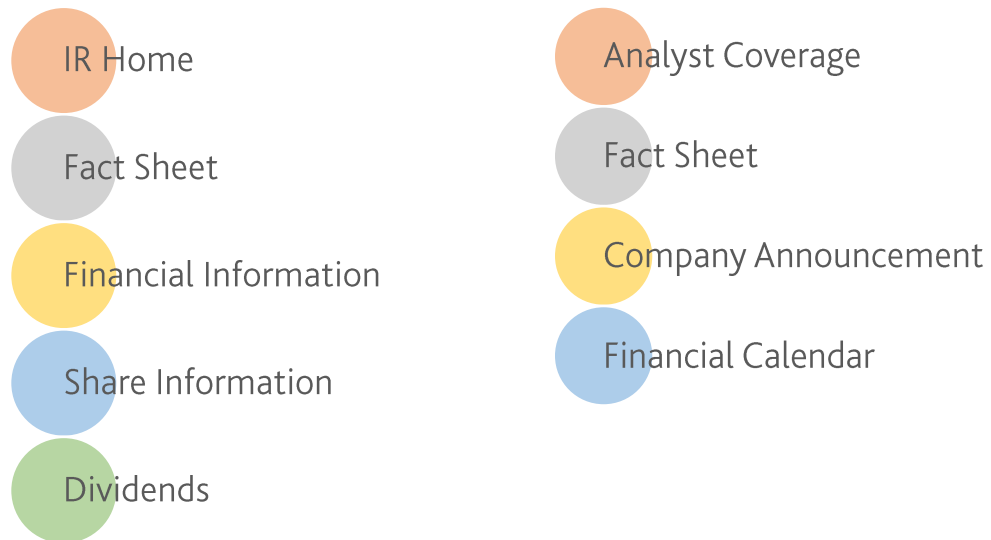 IR Home
Fact Sheet
Financial Information
Share Information
Dividends
Analyst Coverage
Fact Sheet
Company Announcement
Financial Calendar